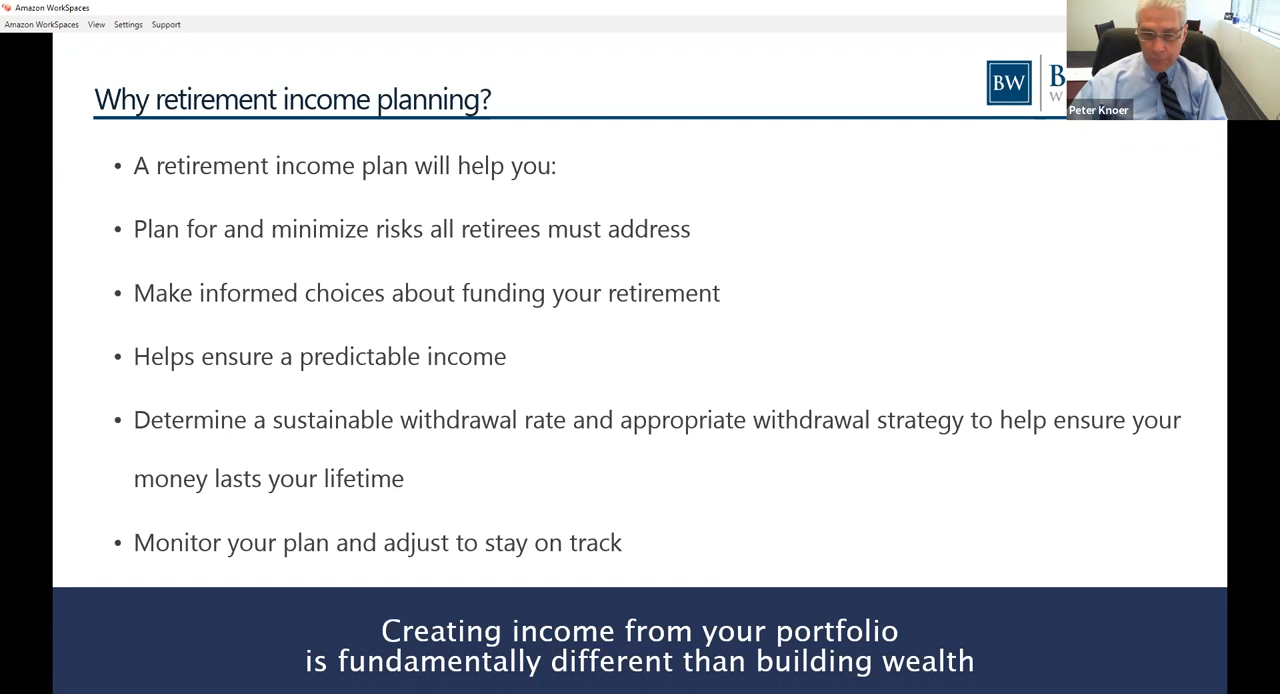 Amazon WorkSpaces
Amazon WorkSpaces View Settings Support
Why retirement income planning?
BW
B
W
Peter Knoer
• A retirement income plan will help you:
• Plan for and minimize risks all retirees must address
• Make informed choices about funding your retirement
• Helps ensure a predictable income
• Determine a sustainable withdrawal rate and appropriate withdrawal strategy to help ensure your
money lasts your lifetime
• Monitor your plan and adjust to stay on track
Creating income from your portfolio
is fundamentally different than building wealth